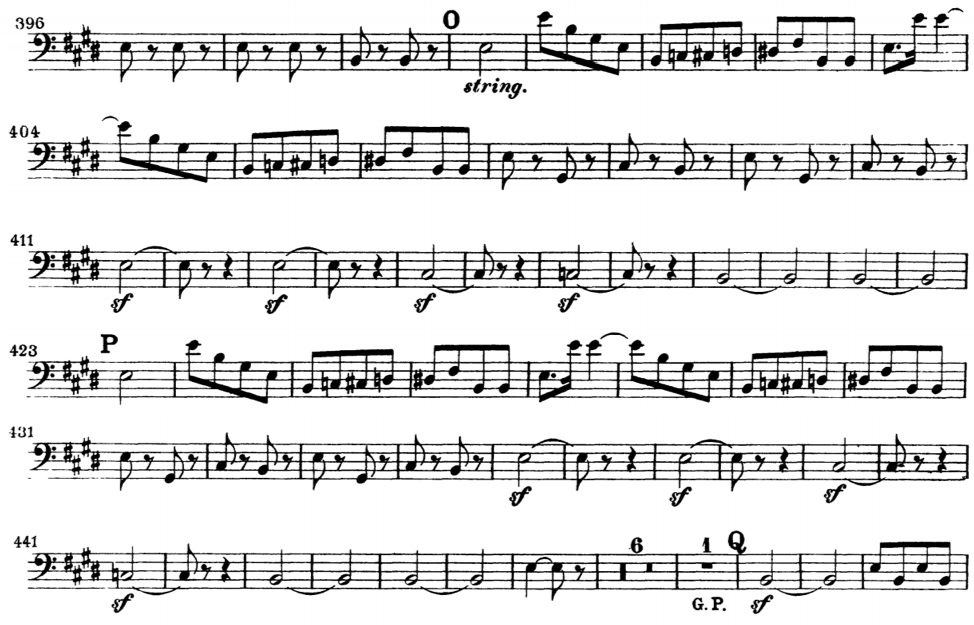 396 O
string.
404
411
sf sf sf sf
423 P
431
sf sf sf
441 6 1 Q
sf G.P. sf